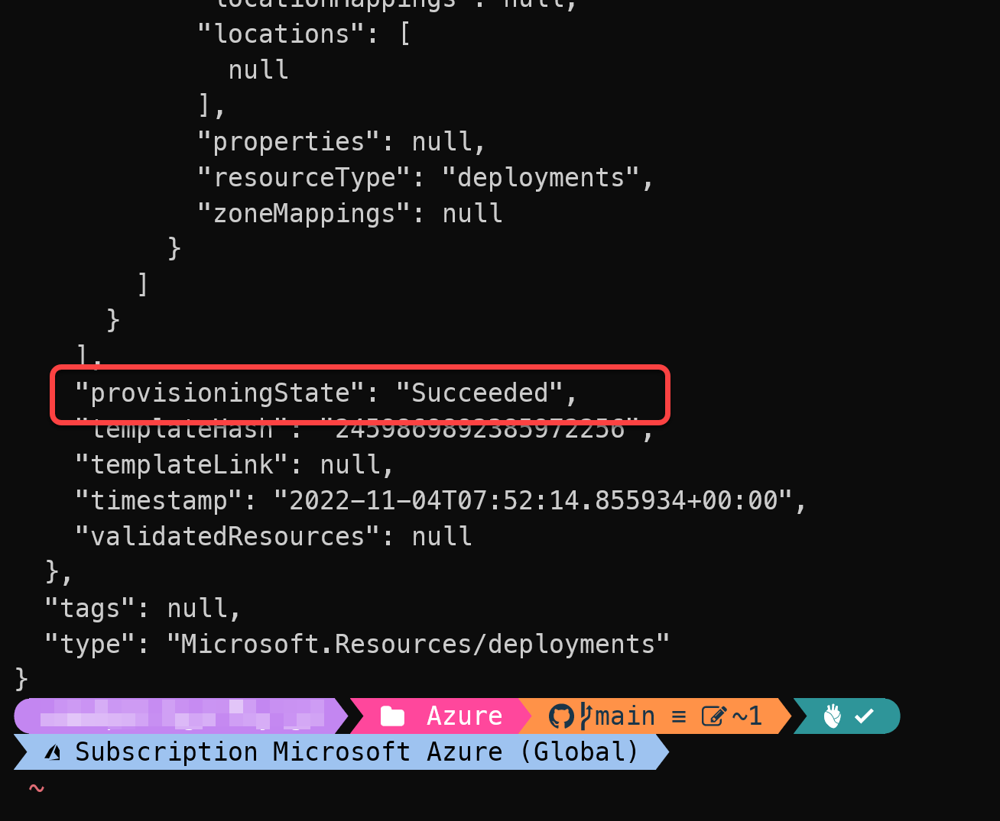 "locationMappings": null,
"locations": [
null
],
"properties": null,
"resourceType": "deployments",
"zoneMappings": null
}
]
}
],
"provisioningState": "Succeeded",
"templateHash": "2459869892385972256",
"templateLink": null,
"timestamp": "2022-11-04T07:52:14.855934+00:00",
"validatedResources": null
},
"tags": null,
"type": "Microsoft.Resources/deployments"
}
Azure main ≡ ~1
Subscription Microsoft Azure (Global)
~